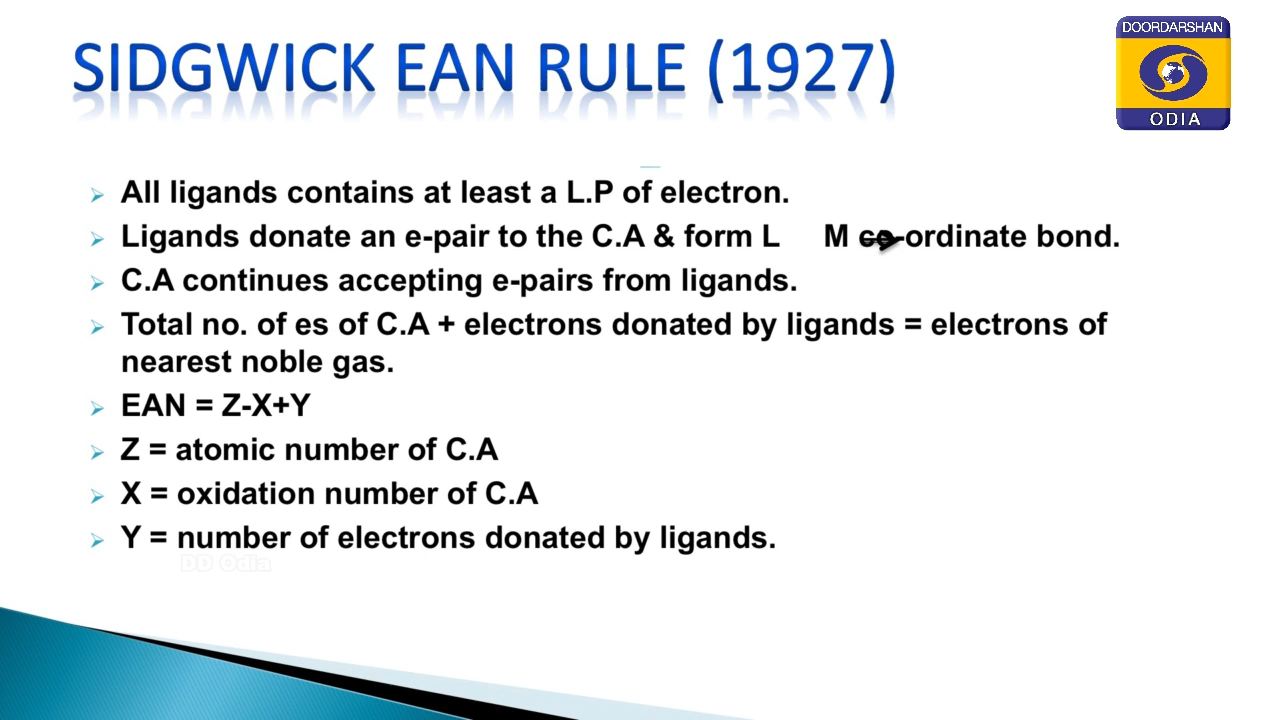 SIDGWICK EAN RULE (1927)
DOORDARSHAN
ODIA
All ligands contains at least a L.P of electron.
Ligands donate an e-pair to the C.A & form L → M co-ordinate bond.
C.A continues accepting e-pairs from ligands.
Total no. of es of C.A + electrons donated by ligands = electrons of
nearest noble gas.
EAN = Z-X+Y
Z = atomic number of C.A
X = oxidation number of C.A
Y = number of electrons donated by ligands.
DD Odia